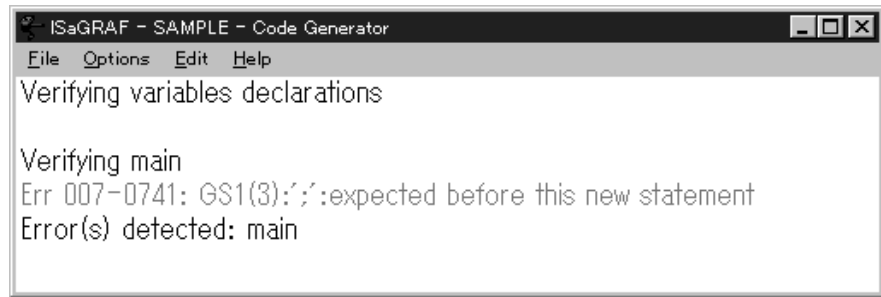 ISaGRAF - SAMPLE - Code Generator
File Options Edit Help
Verifying variables declarations
Verifying main
Err 007-0741: GS1(3):';':expected before this new statement
Error(s) detected: main